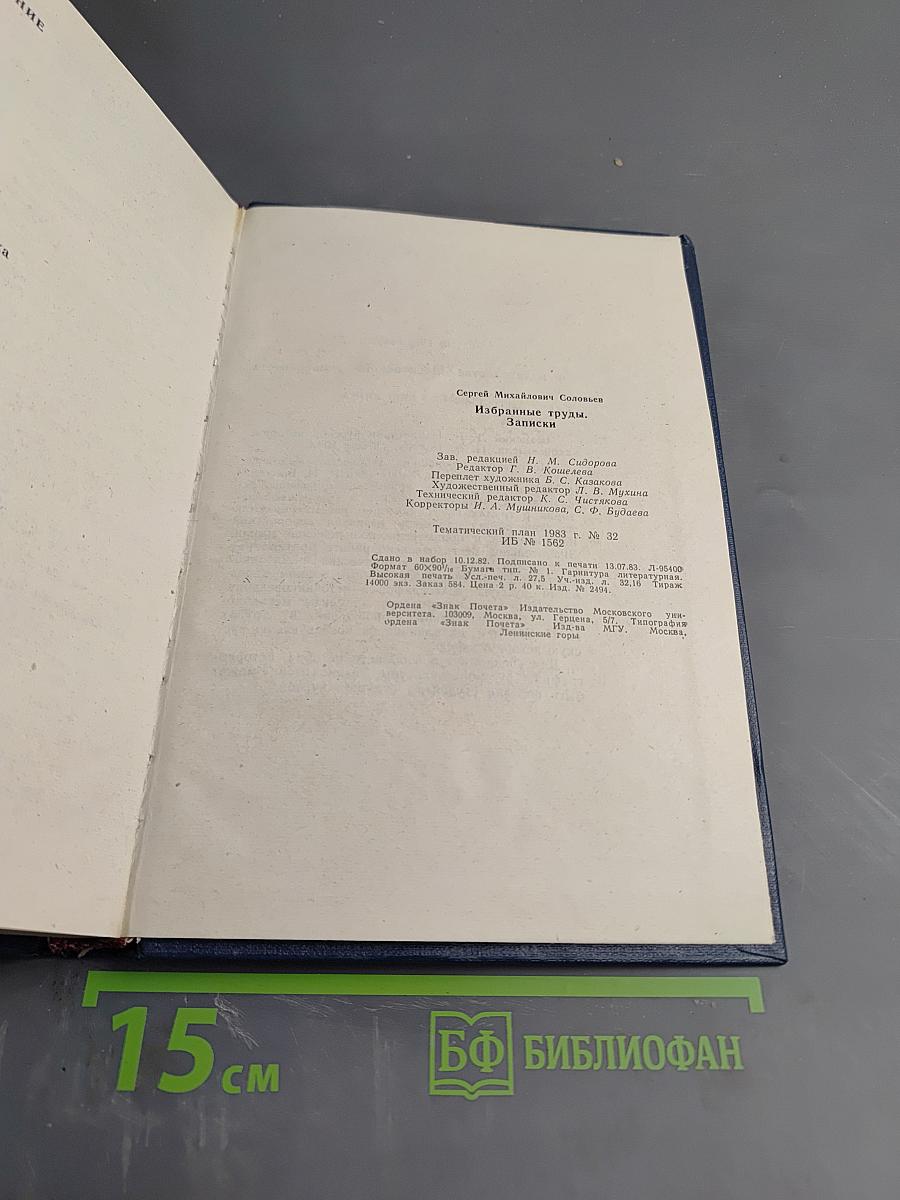 НИЕ
Сергей Михайлович Соловьев
Избранные труды.
Записки
Зав. редакцией Н. М. Сидорова
Редактор Г. В. Кошелева
Переплет художника Б. С. Казакова
Художественный редактор Л. В. Мухина
Технический редактор К. С. Чистякова
Корректоры И. А. Мушникова, С. Ф. Будаева
Тематический план 1983 г. № 32
ИБ № 1562
Сдано в набор 10.12.82. Подписано к печати 13.07.83. Л-95400
Формат 60×90¹/₁₆ Бумага тип. № 1. Гарнитура литературная.
Высокая печать Усл.-печ. л. 27,5 Уч.-изд. л. 32,16 Тираж
14000 экз. Заказ 584. Цена 2 р. 40 к. Изд. № 2494.
Ордена «Знак Почета» Издательство Московского уни-
верситета. 103009, Москва, ул. Герцена, 5/7. Типография
ордена «Знак Почета» Изд-ва МГУ. Москва,
Ленинские горы
15 см
БФ БИБЛИОФАН